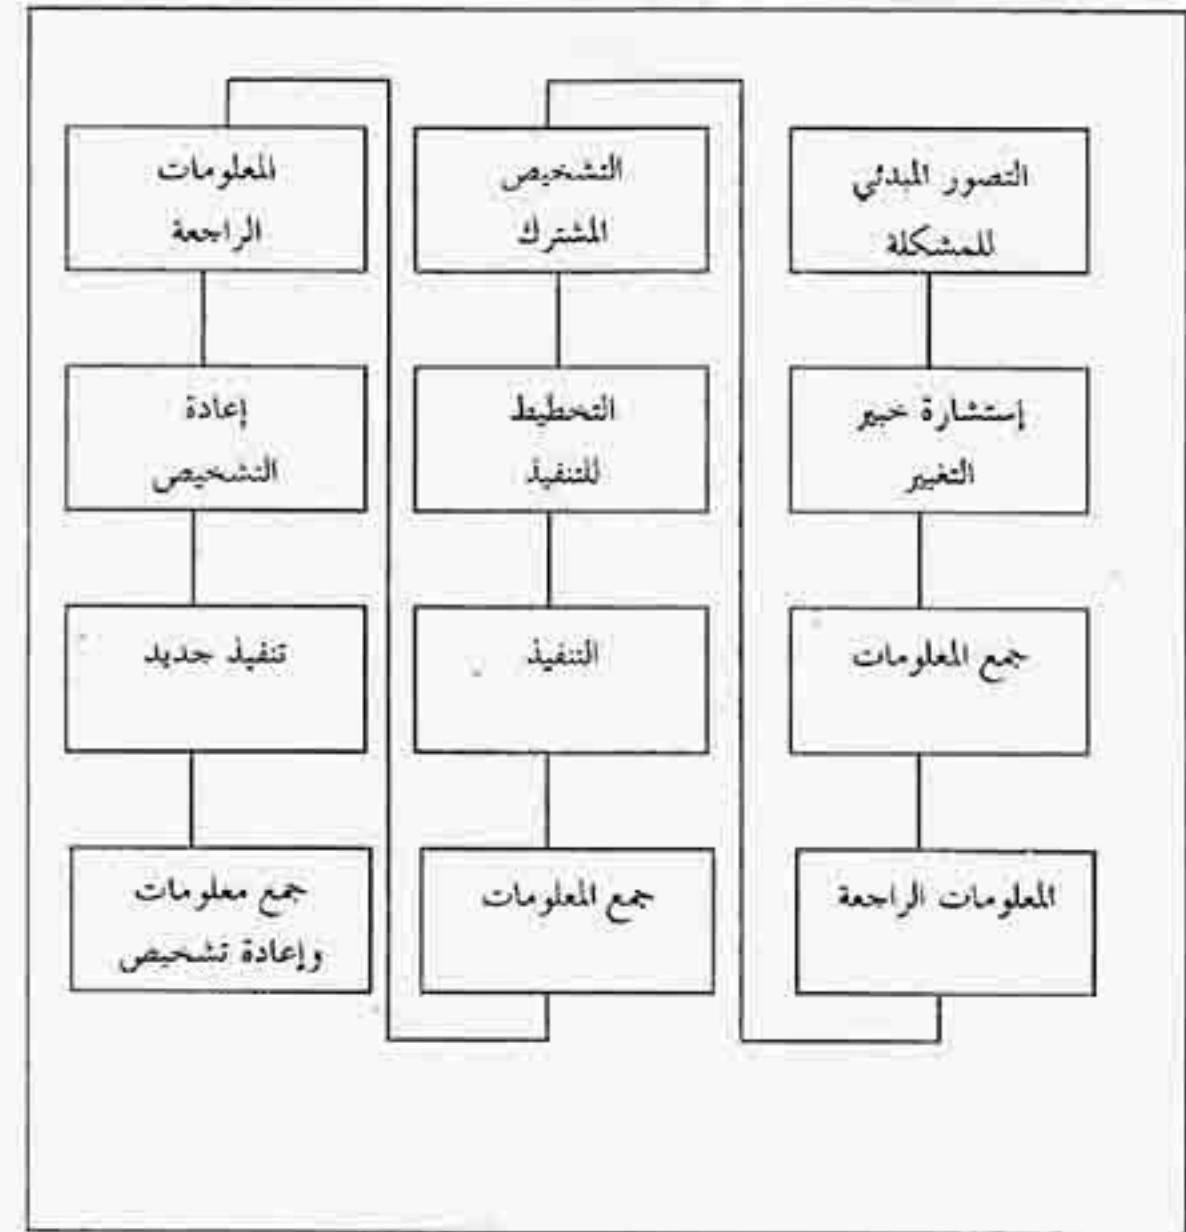 التصور المبدئي
للمشكلة
إستشارة خبير
التغيير
جمع المعلومات
المعلومات الراجعة
التشخيص
المشترك
التخطيط
للتنفيذ
التنفيذ
جمع المعلومات
المعلومات
الراجعة
إعادة
التشخيص
تنفيذ جديد
جمع معلومات
وإعادة تشخيص